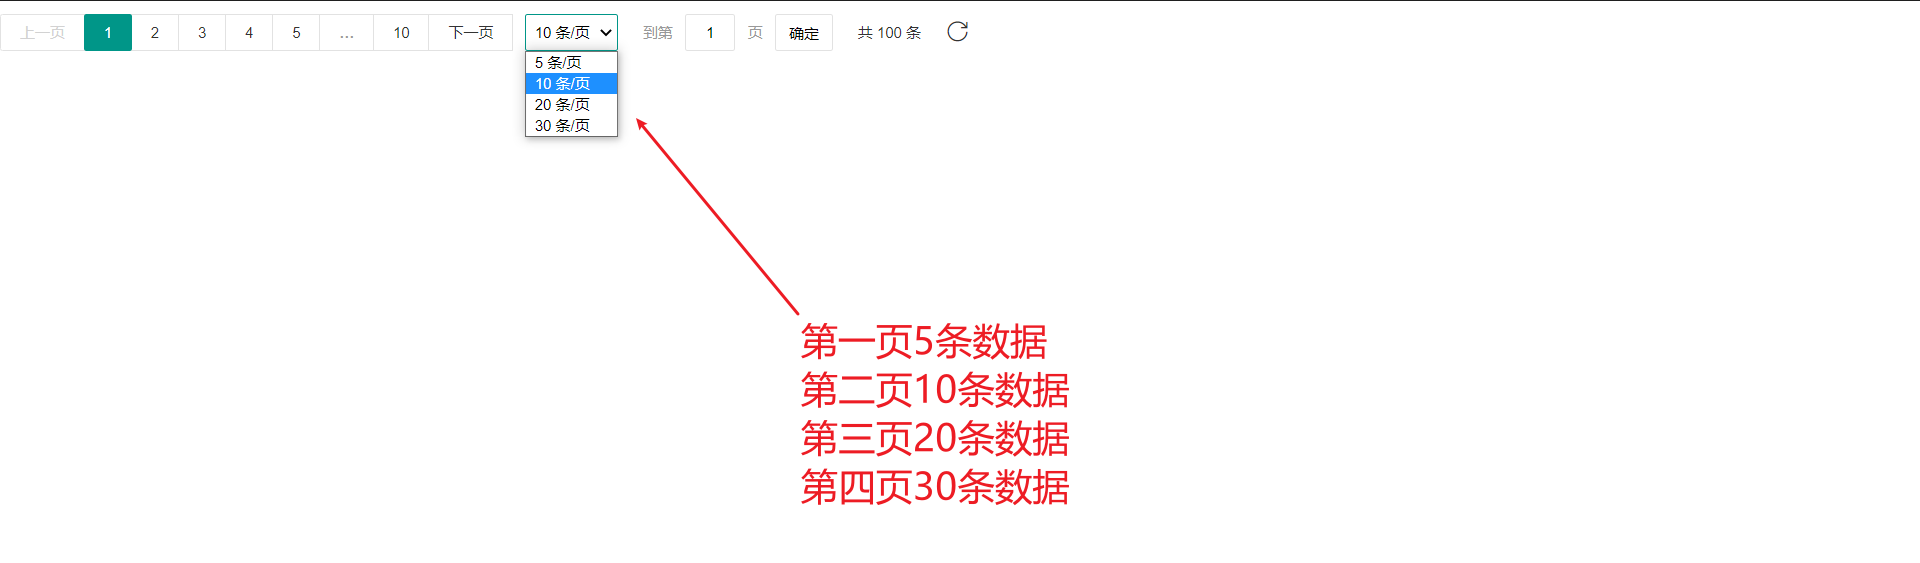 上一页 1 2 3 4 5 … 10 下一页 10 条/页 到第 1 页 确定 共 100 条
5 条/页
10 条/页
20 条/页
30 条/页
第一页5条数据
第二页10条数据
第三页20条数据
第四页30条数据